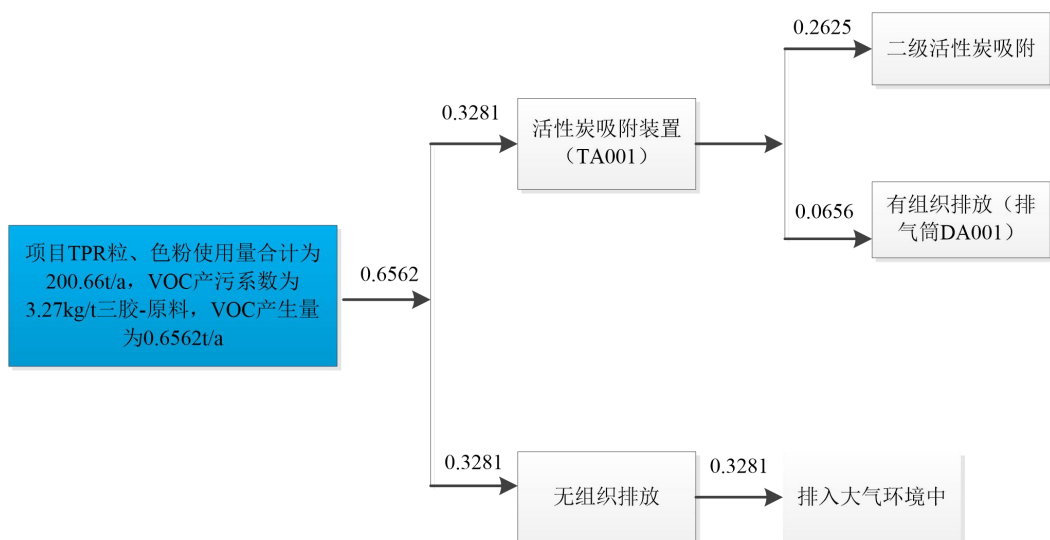 0.2625
二级活性炭吸附
0.3281
活性炭吸附装置
（TA001）
0.0656
有组织排放（排
气筒DA001）
项目TPR粒、色粉使用量合计为
200.66t/a，VOC产污系数为
3.27kg/t三胶-原料，VOC产生量
为0.6562t/a
0.6562
0.3281
无组织排放
0.3281
排入大气环境中